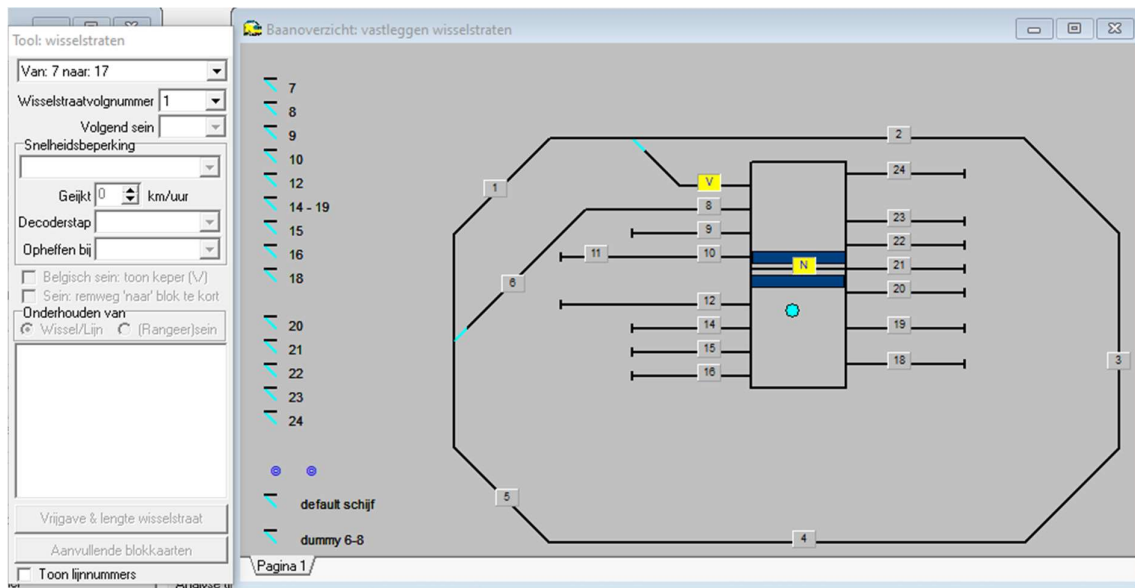 Tool: wisselstraten
Van: 7 naar: 17
Wisselstraatvolgnummer 1
Volgend sein
Snelheidsbeperking
Geijkt 0 km/uur
Decoderstap
Opheffen bij
Belgisch sein: toon keper (V)
Sein: remweg 'naar' blok te kort
Onderhouden van
Wissel/Lijn (Rangeer)sein
Vrijgave & lengte wisselstraat
Aanvullende blokkaarten
Toon lijnnummers
Baanoverzicht: vastleggen wisselstraten
7
8
9
10
12
14 - 19
15
16
18
20
21
22
23
24
default schijf
dummy 6-8
2
24
V
1
8
23
9
22
11
10
N
21
6
20
12
14
19
15
18
3
16
5
4
Pagina 1